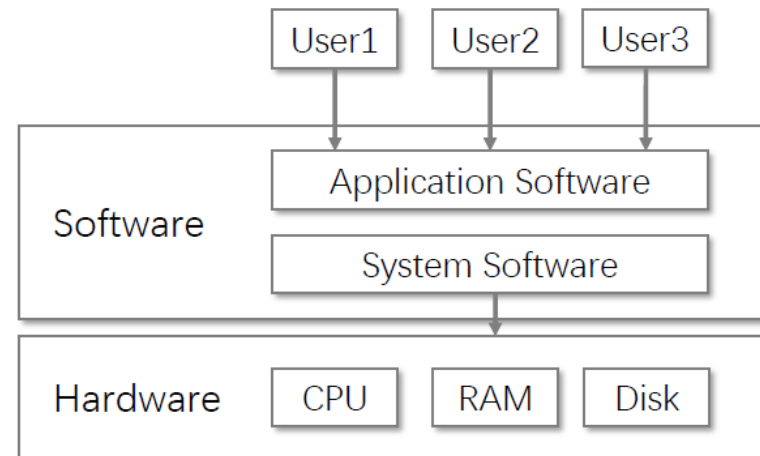 User1 User2 User3
Application Software
Software
System Software
Hardware CPU RAM Disk